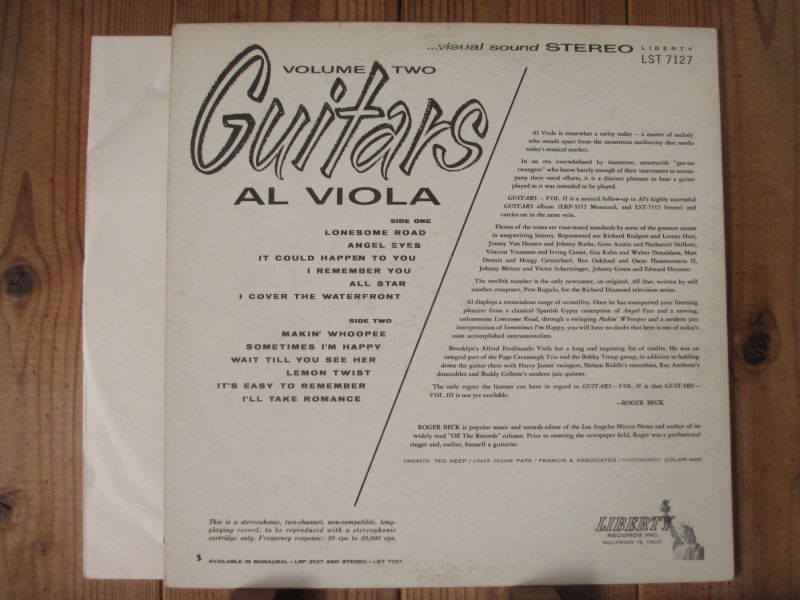 ...visual sound STEREO LIBERTY
LST 7127
VOLUME TWO
Guitars
AL VIOLA
SIDE ONE
LONESOME ROAD
ANGEL EYES
IT COULD HAPPEN TO YOU
I REMEMBER YOU
ALL STAR
I COVER THE WATERFRONT
SIDE TWO
MAKIN' WHOOPEE
SOMETIMES I'M HAPPY
WAIT TILL YOU SEE HER
LEMON TWIST
IT'S EASY TO REMEMBER
I'LL TAKE ROMANCE
Al Viola is somewhat a rarity today — a master of melody
who stands apart from the monstrous mediocrity that marks
today's musical market.
In an era overwhelmed by immature, amateurish "gee-tar
twangers" who know barely enough of their instrument to accom-
pany their vocal efforts, it is a distinct pleasure to hear a guitar
played as it was intended to be played.
GUITARS — VOL. II is a natural follow-up to Al's highly successful
GUITARS album (LRP-3112 Monaural, and LST-7112 Stereo) and
carries on in the same vein.
Eleven of the tunes are time-tested standards by some of the greatest names
in songwriting history. Represented are Richard Rodgers and Lorenz Hart,
Jimmy Van Heusen and Johnny Burke, Gene Austin and Nathaniel Shilkret,
Vincent Youmans and Irving Caesar, Gus Kahn and Walter Donaldson, Matt
Dennis and Hoagy Carmichael, Ben Oakland and Oscar Hammerstein II,
Johnny Mercer and Victor Schertzinger, Johnny Green and Edward Heyman.
The twelfth number is the only newcomer, an original, All Star, written by still
another composer, Pete Rugulo, for the Richard Diamond television series.
Al displays a tremendous range of versatility. Once he has transported your listening
pleasure from a classical Spanish Gypsy conception of Angel Eyes and a moving,
unlonesome Lonesome Road, through a swinging Makin' Whoopee and a modern jazz
interpretation of Sometimes I'm Happy, you will have no doubt that here is one of today's
most accomplished instrumentalists.
Brooklyn's Alfred Ferdinando Viola has a long and imposing list of credits. He was an
integral part of the Page Cavanaugh Trio and the Bobby Troup group, in addition to holding
down the guitar chair with Harry James' swingers, Nelson Riddle's smoothies, Ray Anthony's
danceables and Buddy Collette's modern jazz quintet.
The only regret the listener can have in regard to GUITARS—VOL. II is that GUITARS—
VOL. III is not yet available.
—ROGER BECK
ROGER BECK is popular music and records editor of the Los Angeles Mirror-News and author of its
widely read "Off The Records" column. Prior to entering the newspaper field, Roger was a professional
singer and, earlier, himself a guitarist.
ENGINEER: TED KEEP / COVER DESIGN: PATE / FRANCIS & ASSOCIATES / PHOTOGRAPHY: COLOR-AGE
This is a stereophonic, two-channel, non-compatible, long-
playing record; to be reproduced with a stereophonic
cartridge only. Frequency response: 20 cps to 20,000 cps.
S AVAILABLE IN MONAURAL—LRP 3127 AND STEREO—LST 7127.
LIBERTY
RECORDS INC.
HOLLYWOOD 28, CALIF.